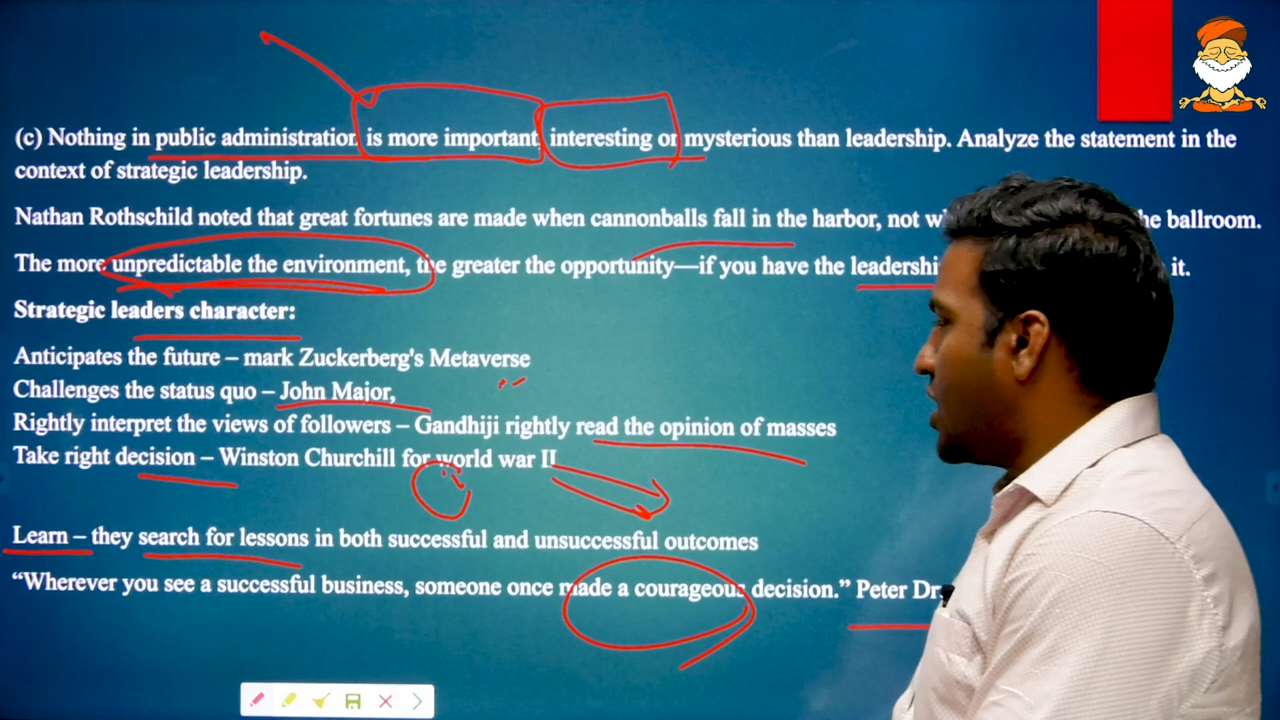 (c) Nothing in public administration is more important, interesting or mysterious than leadership. Analyze the statement in the
context of strategic leadership.
Nathan Rothschild noted that great fortunes are made when cannonballs fall in the harbor, not ballroom.
The more unpredictable the environment, the greater the opportunity—if you have the it.
Strategic leaders character:
Anticipates the future – mark Zuckerberg's Metaverse
Challenges the status quo – John Major,
Rightly interpret the views of followers – Gandhiji rightly read the opinion of masses
Take right decision – Winston Churchill for world war II
Learn – they search for lessons in both successful and unsuccessful outcomes
“Wherever you see a successful business, someone once made a courageous decision.” Peter